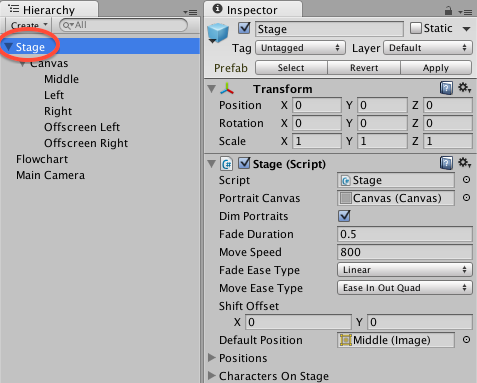 Hierarchy
Create
All
Stage
Canvas
Middle
Left
Right
Offscreen Left
Offscreen Right
Flowchart
Main Camera
Inspector
Stage Static
Tag Untagged Layer Default
Prefab Select Revert Apply
Transform
Position X 0 Y 0 Z 0
Rotation X 0 Y 0 Z 0
Scale X 1 Y 1 Z 1
Stage (Script)
Script Stage
Portrait Canvas Canvas (Canvas)
Dim Portraits
Fade Duration 0.5
Move Speed 800
Fade Ease Type Linear
Move Ease Type Ease In Out Quad
Shift Offset
X 0 Y 0
Default Position Middle (Image)
Positions
Characters On Stage